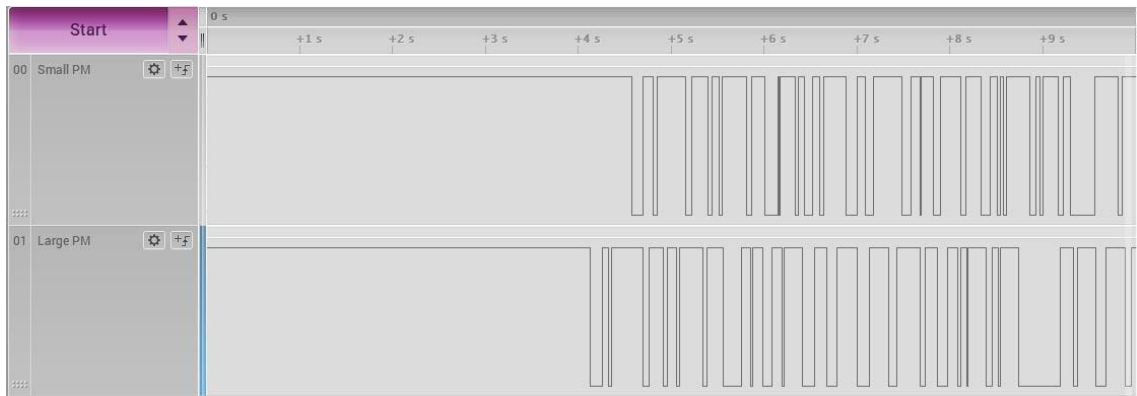 Start
0 s
+1 s +2 s +3 s +4 s +5 s +6 s +7 s +8 s +9 s
00 Small PM
01 Large PM